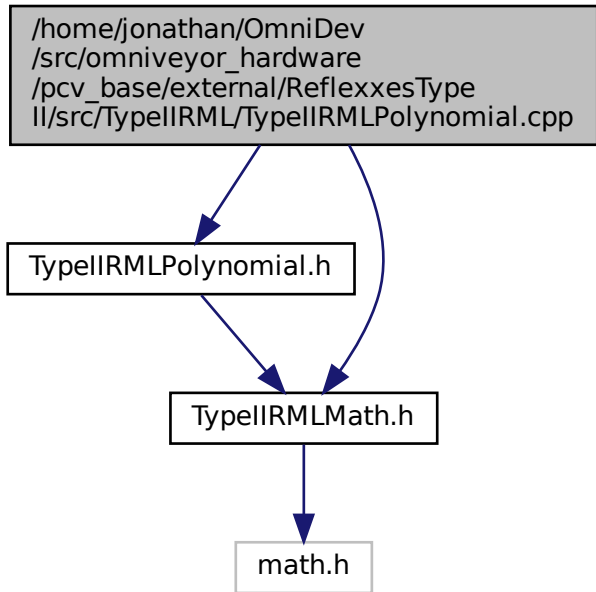 /home/jonathan/OmniDev
/src/omniveyor_hardware
/pcv_base/external/ReflexxesType
II/src/TypeIIRML/TypeIIRMLPolynomial.cpp
TypeIIRMLPolynomial.h
TypeIIRMLMath.h
math.h